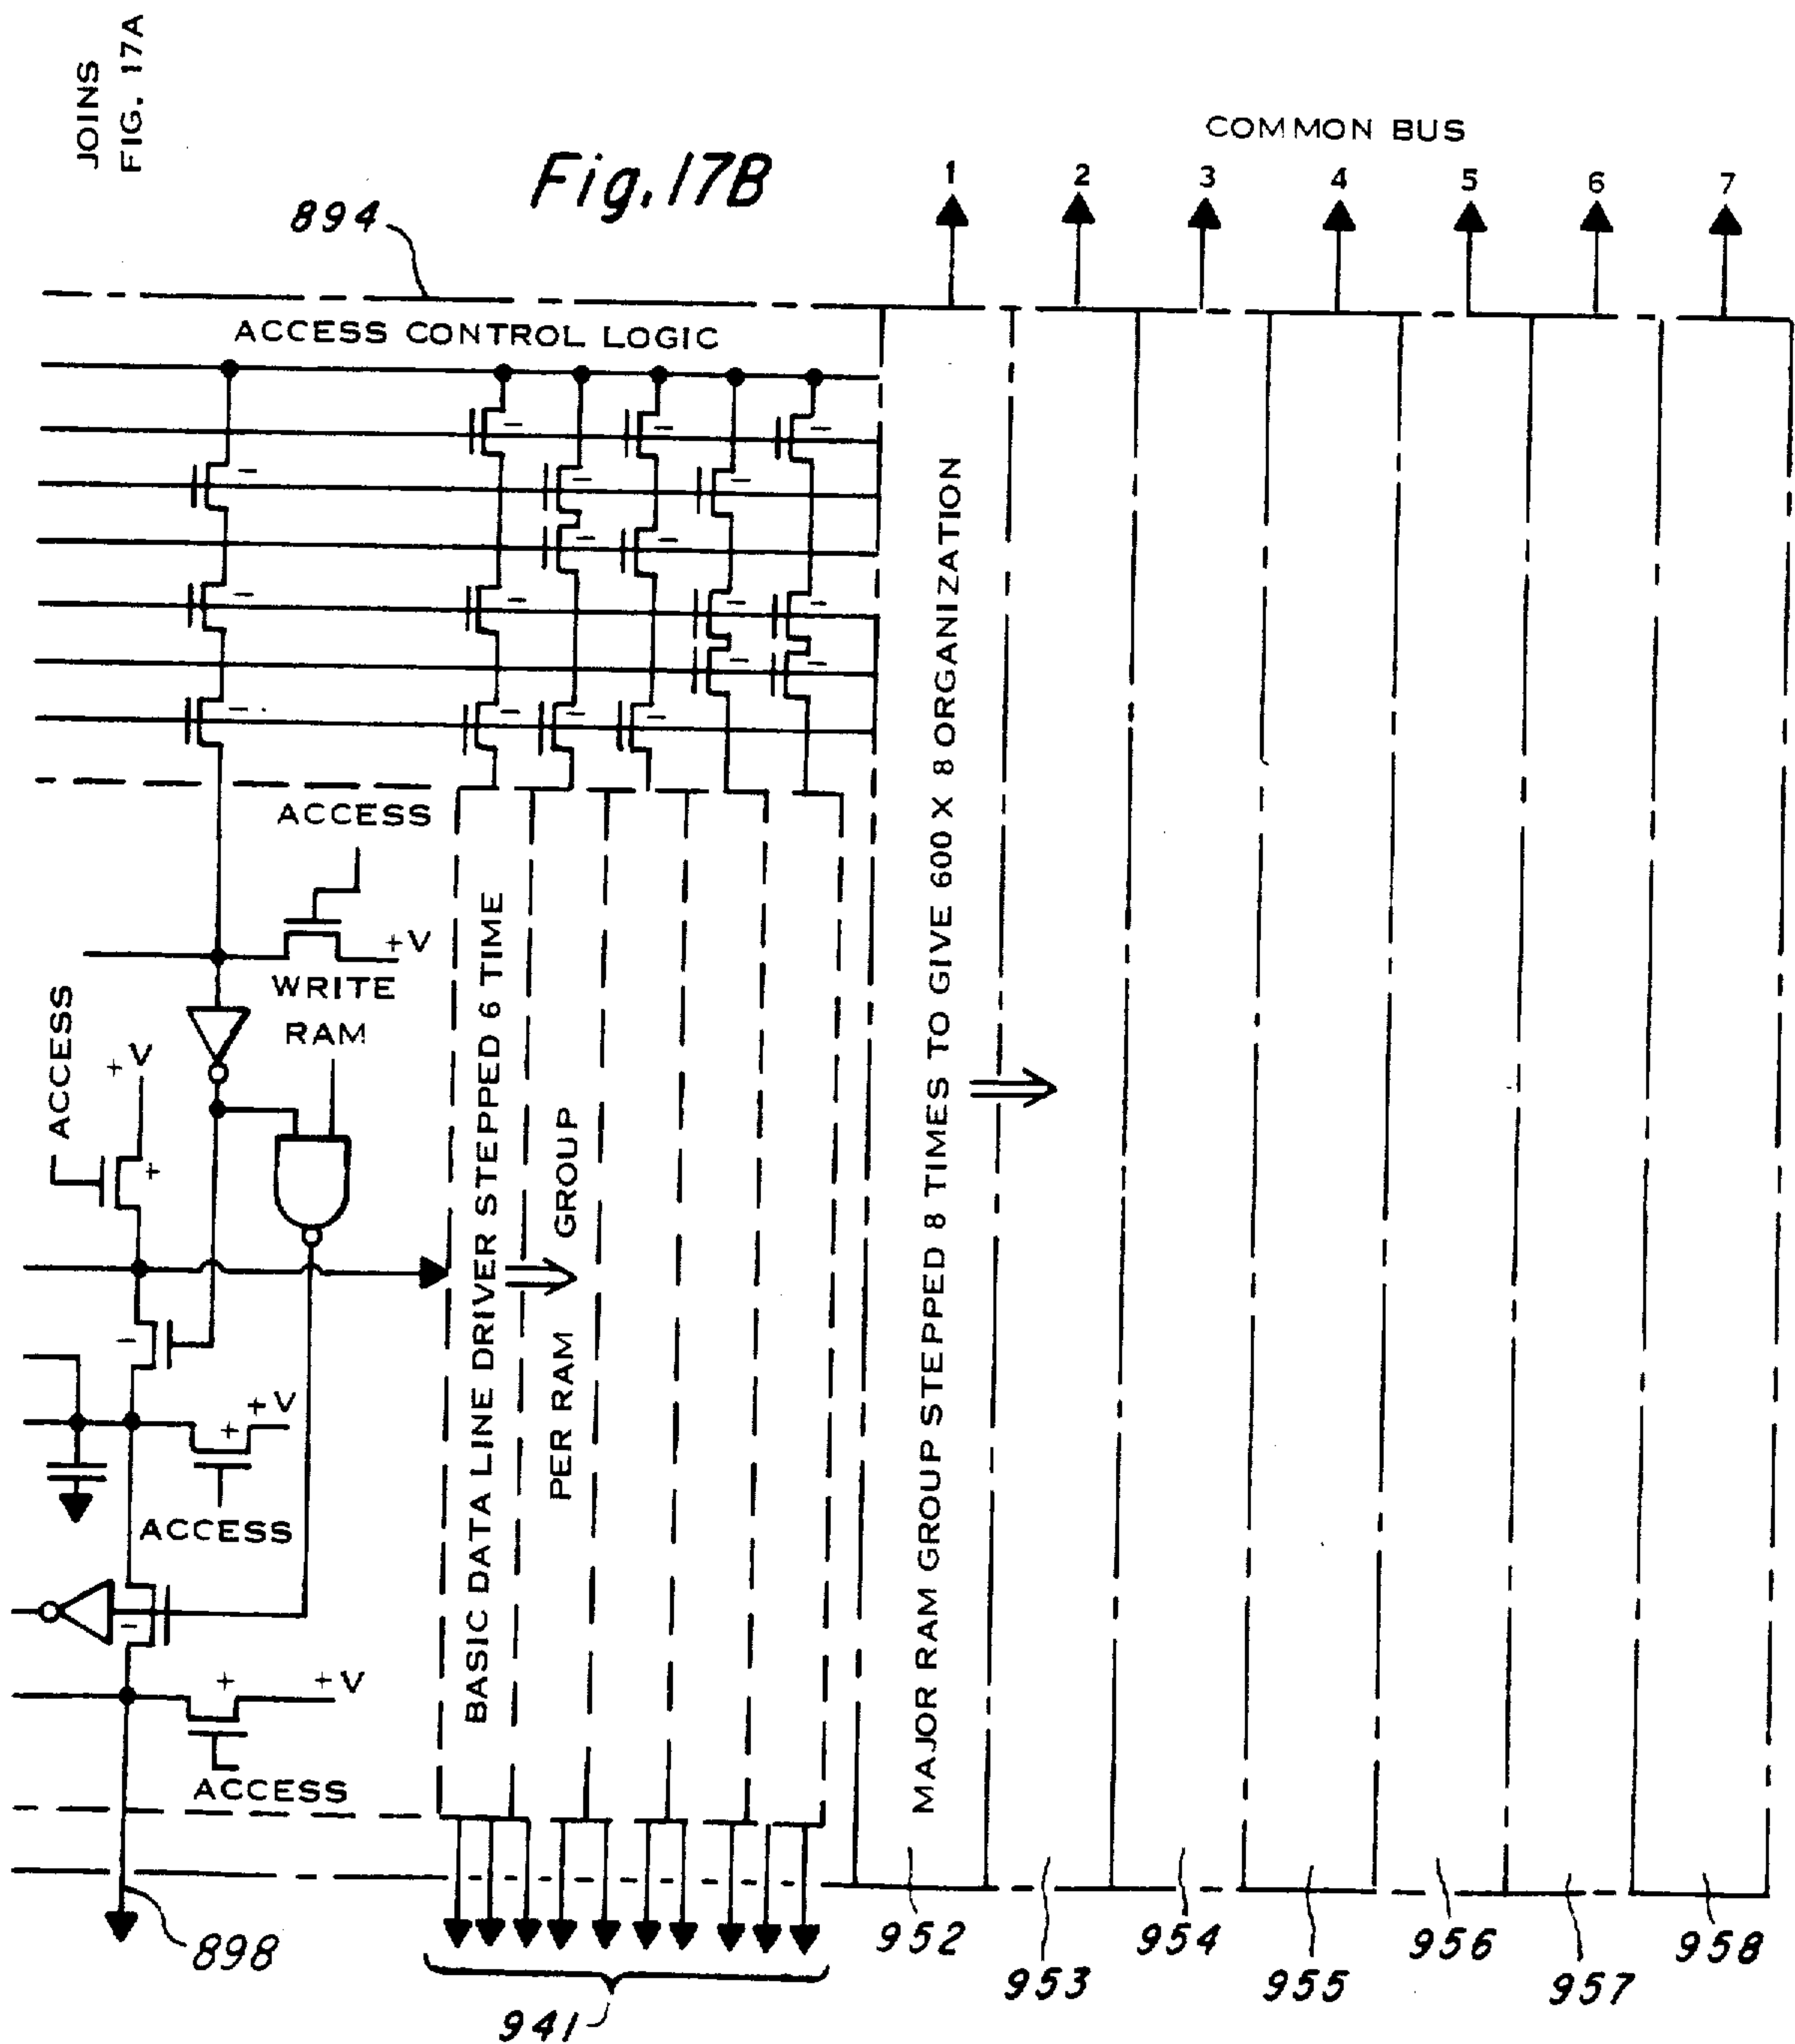 JOINS
FIG. 17A
Fig. 17B
COMMON BUS
1
2
3
4
5
6
7
894
ACCESS CONTROL LOGIC
ACCESS
+V
WRITE
RAM
ACCESS
+V
+
+V
+
ACCESS
+
+V
ACCESS
BASIC DATA LINE DRIVER STEPPED 6 TIME
PER RAM GROUP
MAJOR RAM GROUP STEPPED 8 TIMES TO GIVE 600 X 8 ORGANIZATION
898
941
952
953
954
955
956
957
958